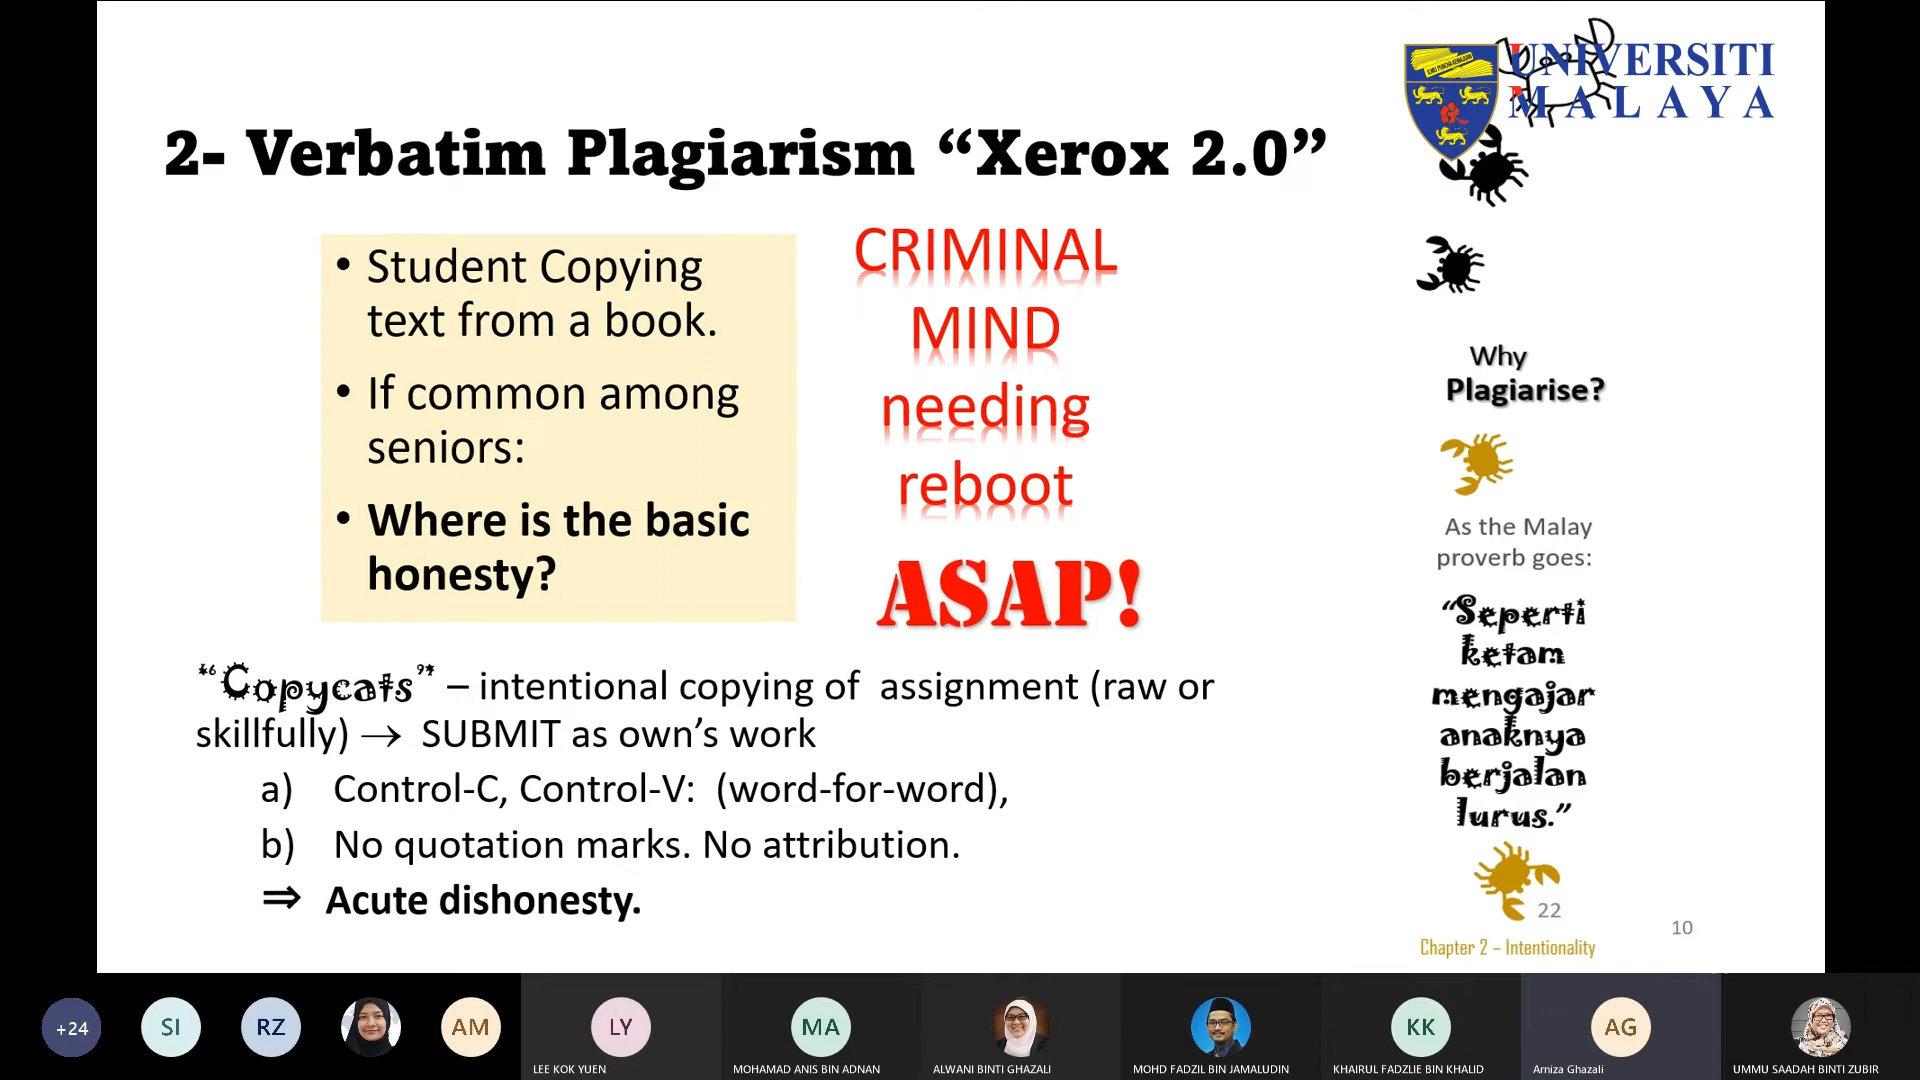 UNIVERSITI
MALAYA
2- Verbatim Plagiarism “Xerox 2.0”
• Student Copying
text from a book.
• If common among
seniors:
• Where is the basic
honesty?
CRIMINAL
MIND
needing
reboot
ASAP!
“Copycats” – intentional copying of assignment (raw or
skillfully) → SUBMIT as own’s work
a) Control-C, Control-V: (word-for-word),
b) No quotation marks. No attribution.
⇒ Acute dishonesty.
Why
Plagiarise?
As the Malay
proverb goes:
“Seperti
ketam
mengajar
anaknya
berjalan
lurus.”
22
Chapter 2 – Intentionality
10
+24
SI
RZ
AM
LY
LEE KOK YUEN
MA
MOHAMAD ANIS BIN ADNAN
ALWANI BINTI GHAZALI
MOHD FADZIL BIN JAMALUDIN
KK
KHAIRUL FADZLIE BIN KHALID
AG
Arniza Ghazali
UMMU SAADAH BINTI ZUBIR